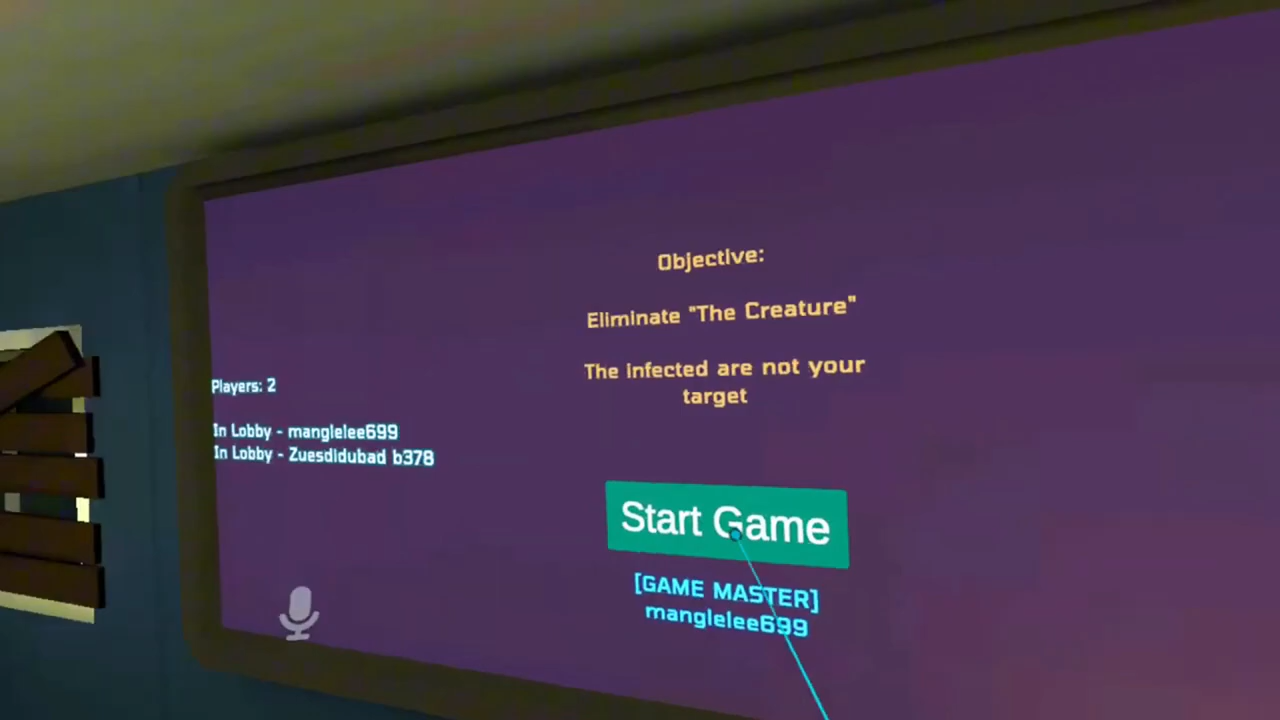 Objective:
Eliminate "The Creature"
The infected are not your
target
Players: 2
In Lobby - manglelee699
In Lobby - Zuesdidubad b378
Start Game
[GAME MASTER]
manglelee699